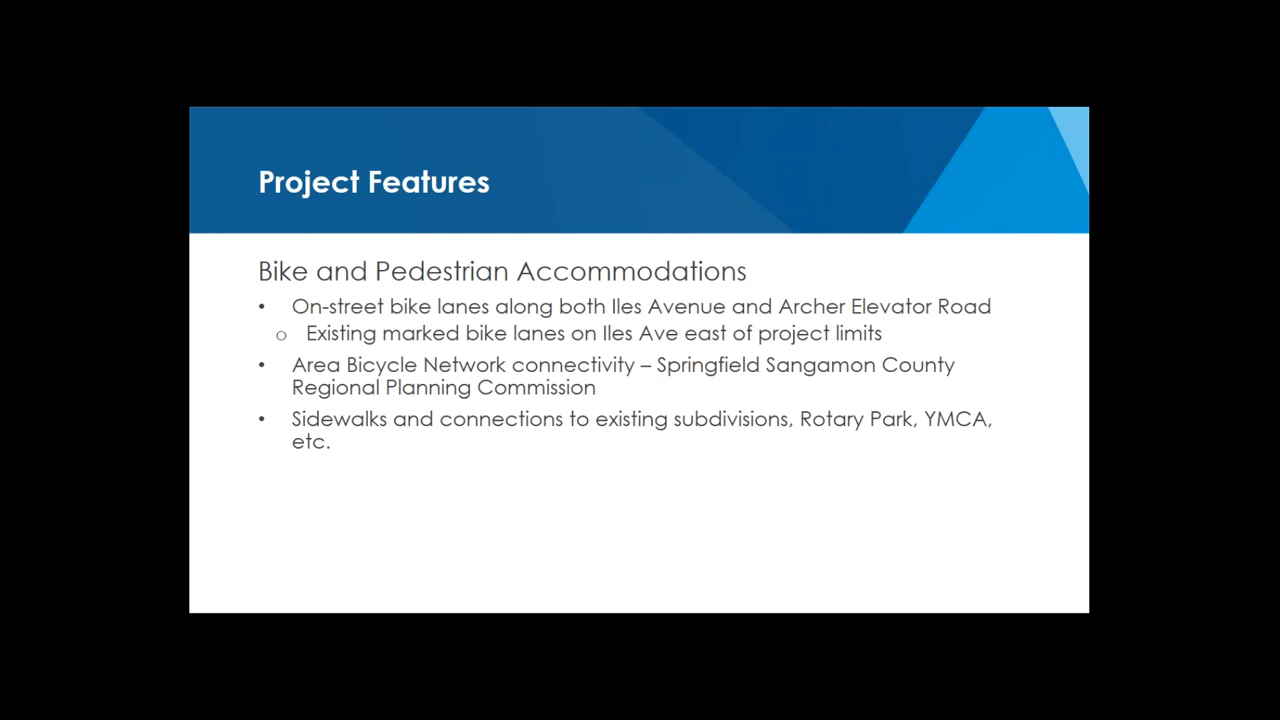 Project Features
Bike and Pedestrian Accommodations
• On-street bike lanes along both Iles Avenue and Archer Elevator Road
o Existing marked bike lanes on Iles Ave east of project limits
• Area Bicycle Network connectivity – Springfield Sangamon County
Regional Planning Commission
• Sidewalks and connections to existing subdivisions, Rotary Park, YMCA,
etc.